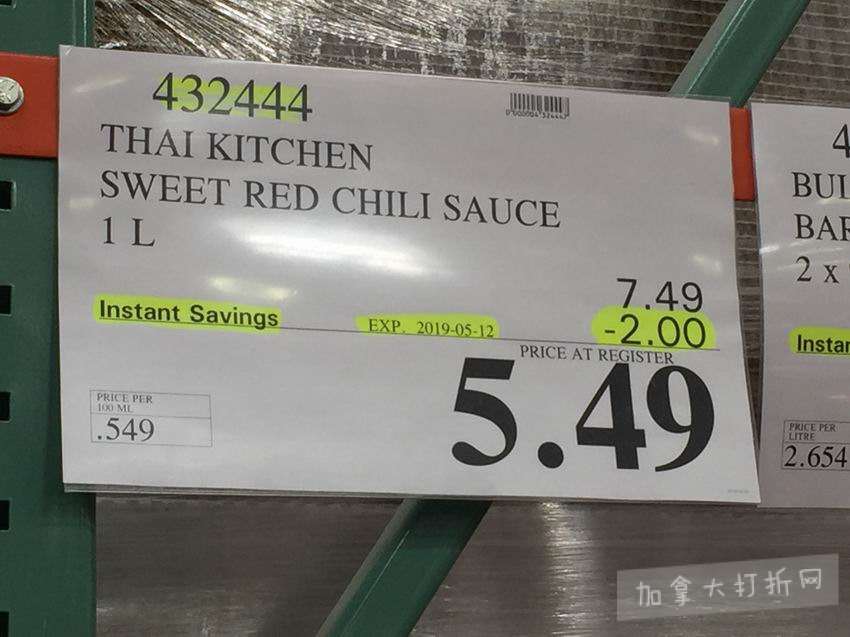 432444
THAI KITCHEN
SWEET RED CHILI SAUCE
1 L
7.49
Instant Savings EXP. 2019-05-12 -2.00
PRICE AT REGISTER
5.49
PRICE PER
100 ML
.549
4
BUL
BAR
2 x
Instan
PRICE PER
LITRE
2.654
加拿大打折网